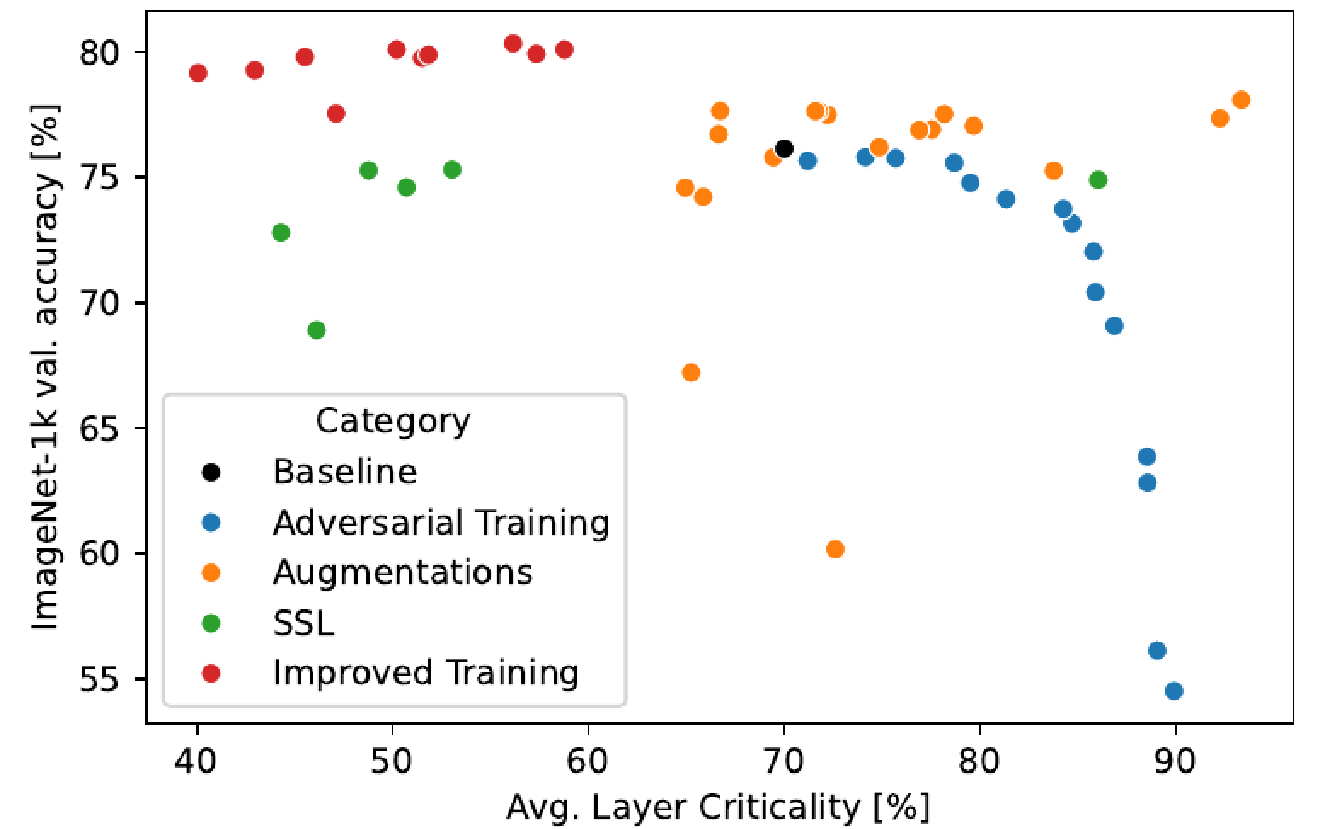 ImageNet-1k val. accuracy [%]
80
75
70
65
60
55
Category
Baseline
Adversarial Training
Augmentations
SSL
Improved Training
40 50 60 70 80 90
Avg. Layer Criticality [%]